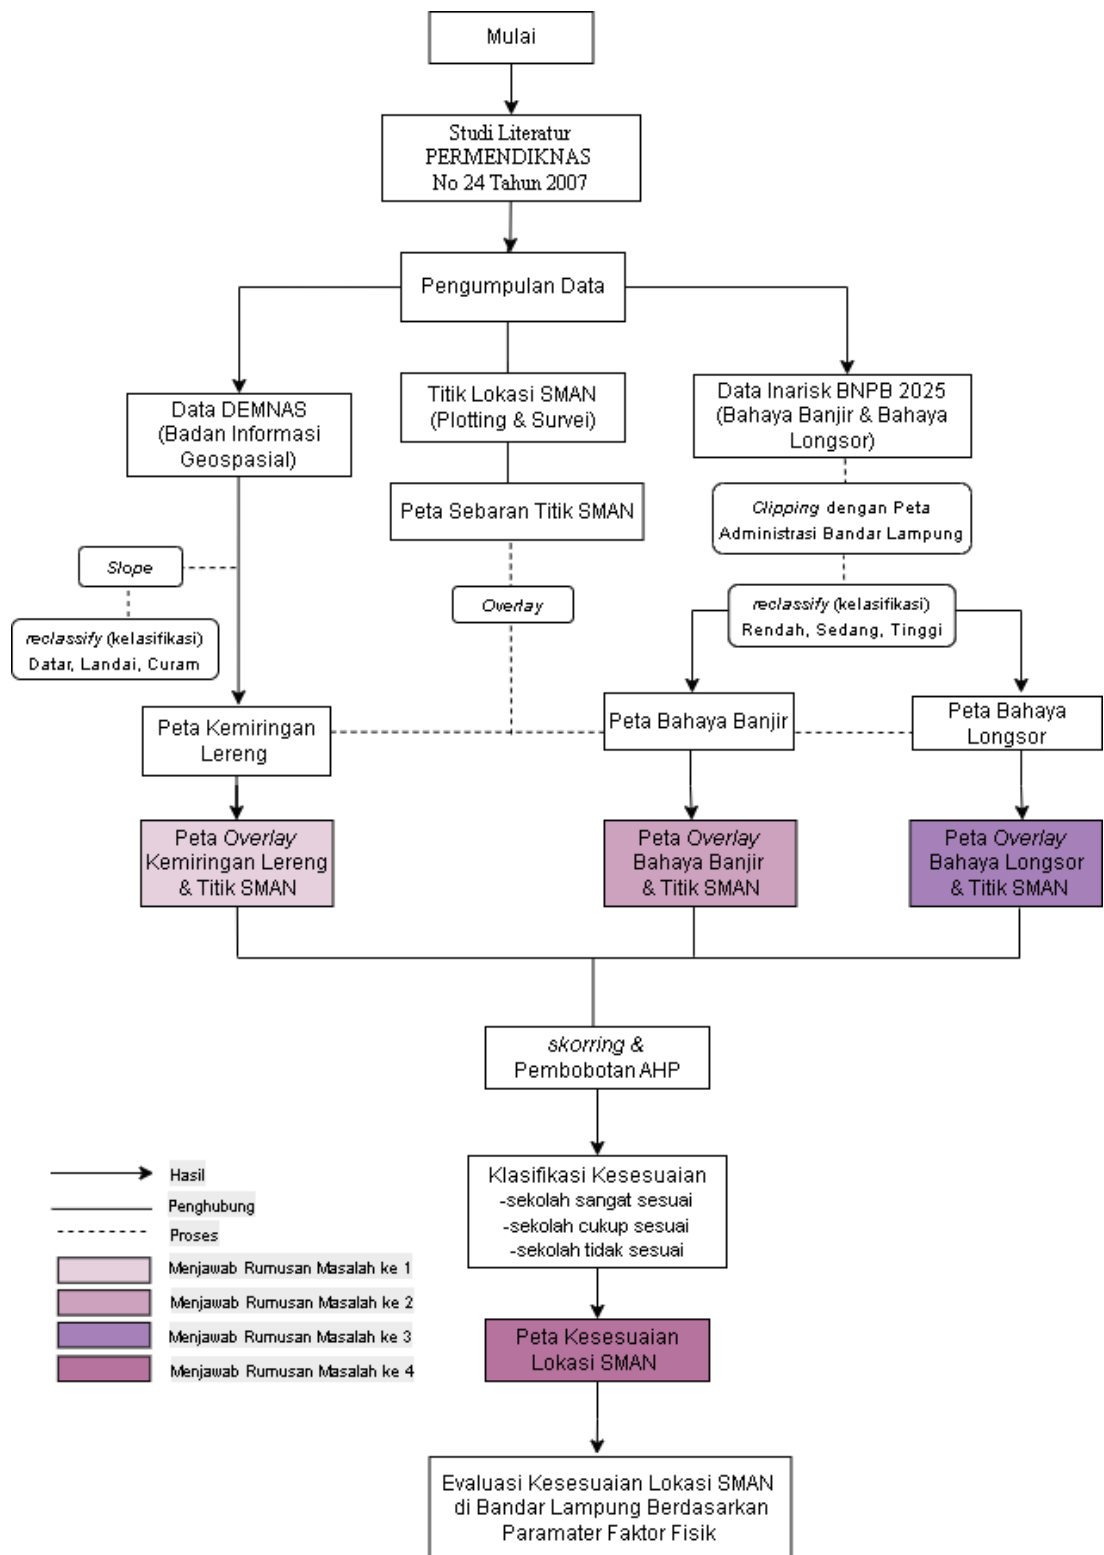 Mulai
Studi Literatur
PERMENDIKNAS
No 24 Tahun 2007
Pengumpulan Data
Data DEMNAS
(Badan Informasi
Geospasial)
Titik Lokasi SMAN
(Plotting & Survei)
Data Inarisk BNPB 2025
(Bahaya Banjir & Bahaya
Longsor)
Peta Sebaran Titik SMAN
Clipping dengan Peta
Administrasi Bandar Lampung
Slope
Overlay
reclassify (kelasifikasi)
Datar, Landai, Curam
reclassify (kelasifikasi)
Rendah, Sedang, Tinggi
Peta Kemiringan
Lereng
Peta Bahaya Banjir
Peta Bahaya
Longsor
Peta Overlay
Kemiringan Lereng
& Titik SMAN
Peta Overlay
Bahaya Banjir
& Titik SMAN
Peta Overlay
Bahaya Longsor
& Titik SMAN
skorring &
Pembobotan AHP
Klasifikasi Kesesuaian
-sekolah sangat sesuai
-sekolah cukup sesuai
-sekolah tidak sesuai
Hasil
Penghubung
Proses
Menjawab Rumusan Masalah ke 1
Menjawab Rumusan Masalah ke 2
Menjawab Rumusan Masalah ke 3
Menjawab Rumusan Masalah ke 4
Peta Kesesuaian
Lokasi SMAN
Evaluasi Kesesuaian Lokasi SMAN
di Bandar Lampung Berdasarkan
Paramater Faktor Fisik